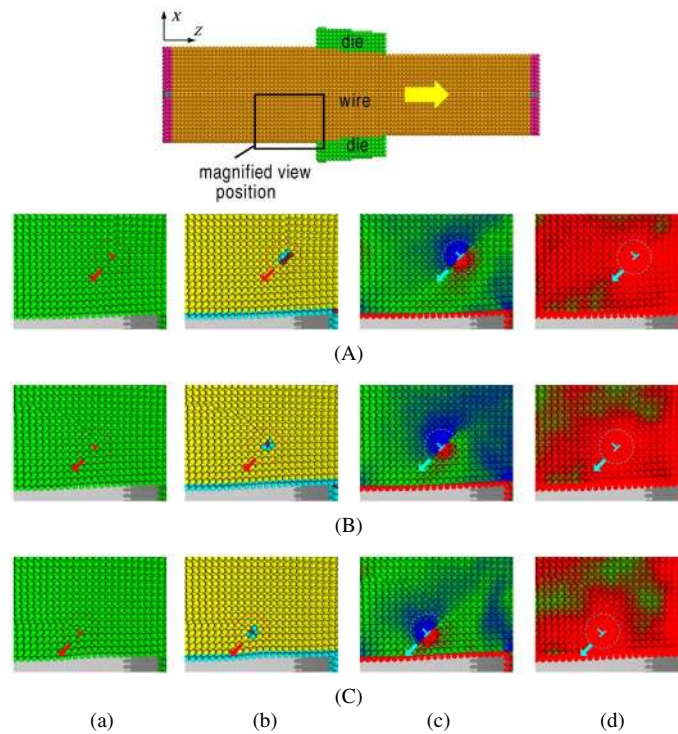 X
Z
die
wire
die
magnified view
position
(A)
(B)
(C)
(a) (b) (c) (d)